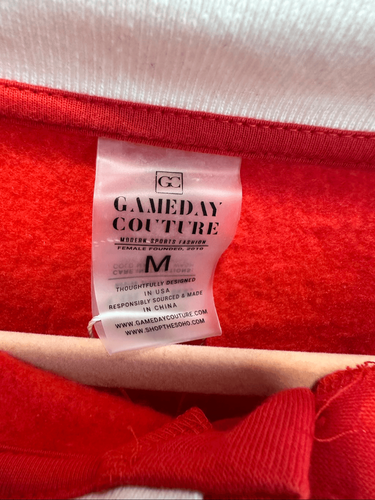 GC
GAMEDAY
COUTURE
MODERN SPORTS FASHION
FEMALE FOUNDED, 2010
M
THOUGHTFULLY DESIGNED
IN USA
RESPONSIBLY SOURCED & MADE
IN CHINA
WWW.GAMEDAYCOUTURE.COM
WWW.SHOPTHESOHO.COM